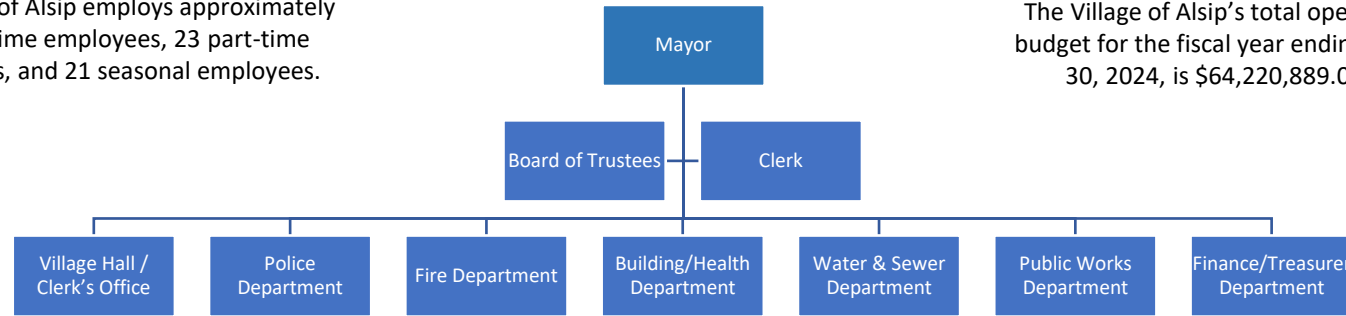 of Alsip employs approximately
time employees, 23 part-time
, and 21 seasonal employees.
The Village of Alsip's total ope
budget for the fiscal year endin
30, 2024, is $64,220,889.0
Mayor
Board of Trustees
Clerk
Village Hall /
Clerk's Office
Police
Department
Fire Department
Building/Health
Department
Water & Sewer
Department
Public Works
Department
Finance/Treasurer
Department